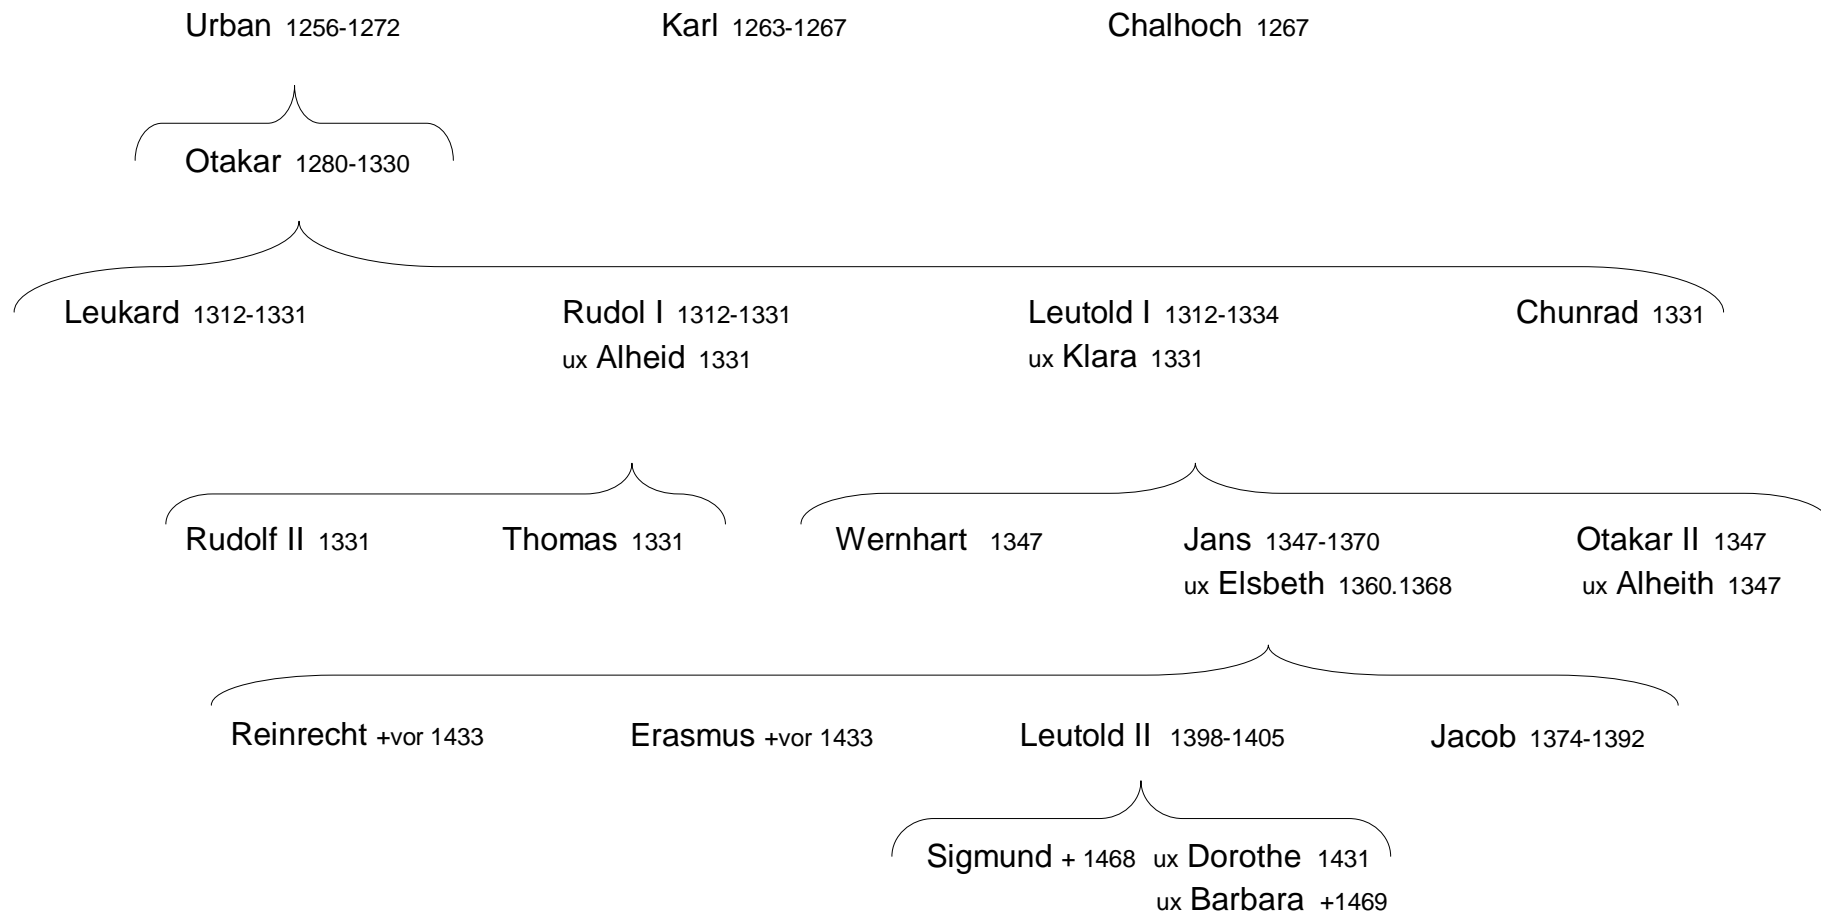 Urban 1256-1272 Karl 1263-1267 Chalhoch 1267
Otakar 1280-1330
Leukard 1312-1331 Rudol I 1312-1331 Leutold I 1312-1334 Chunrad 1331
ux Alheid 1331 ux Klara 1331
Rudolf II 1331 Thomas 1331 Wernhart 1347 Jans 1347-1370 Otakar II 1347
ux Elsbeth 1360.1368 ux Alheith 1347
Reinrecht +vor 1433 Erasmus +vor 1433 Leutold II 1398-1405 Jacob 1374-1392
Sigmund + 1468 ux Dorothe 1431
ux Barbara +1469